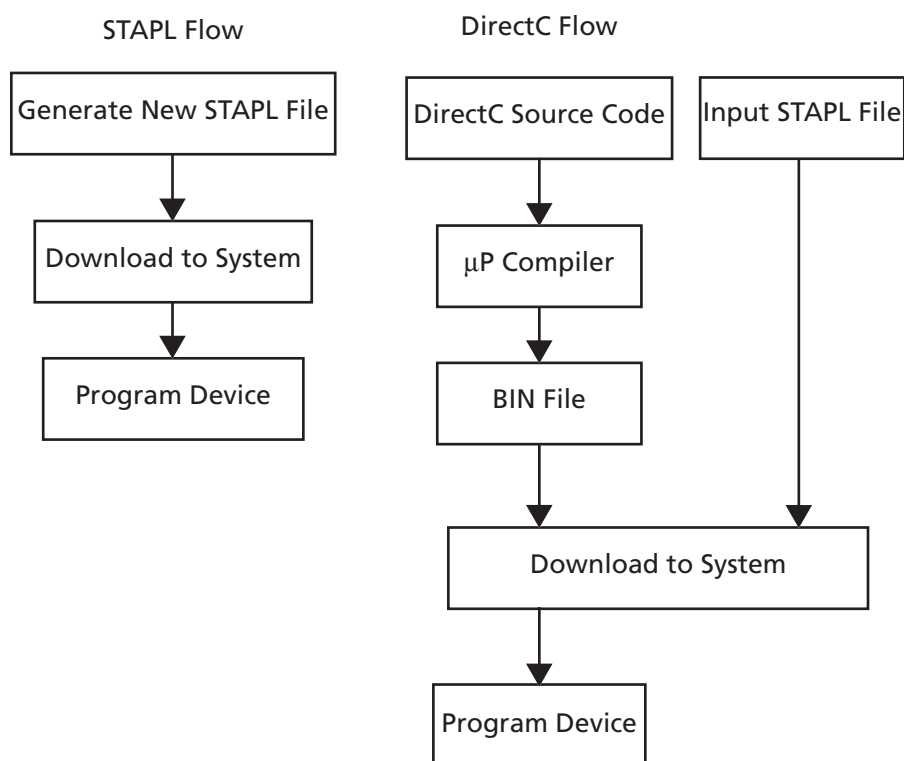 STAPL Flow
Generate New STAPL File
Download to System
Program Device
DirectC Flow
DirectC Source Code
Input STAPL File
μP Compiler
BIN File
Download to System
Program Device